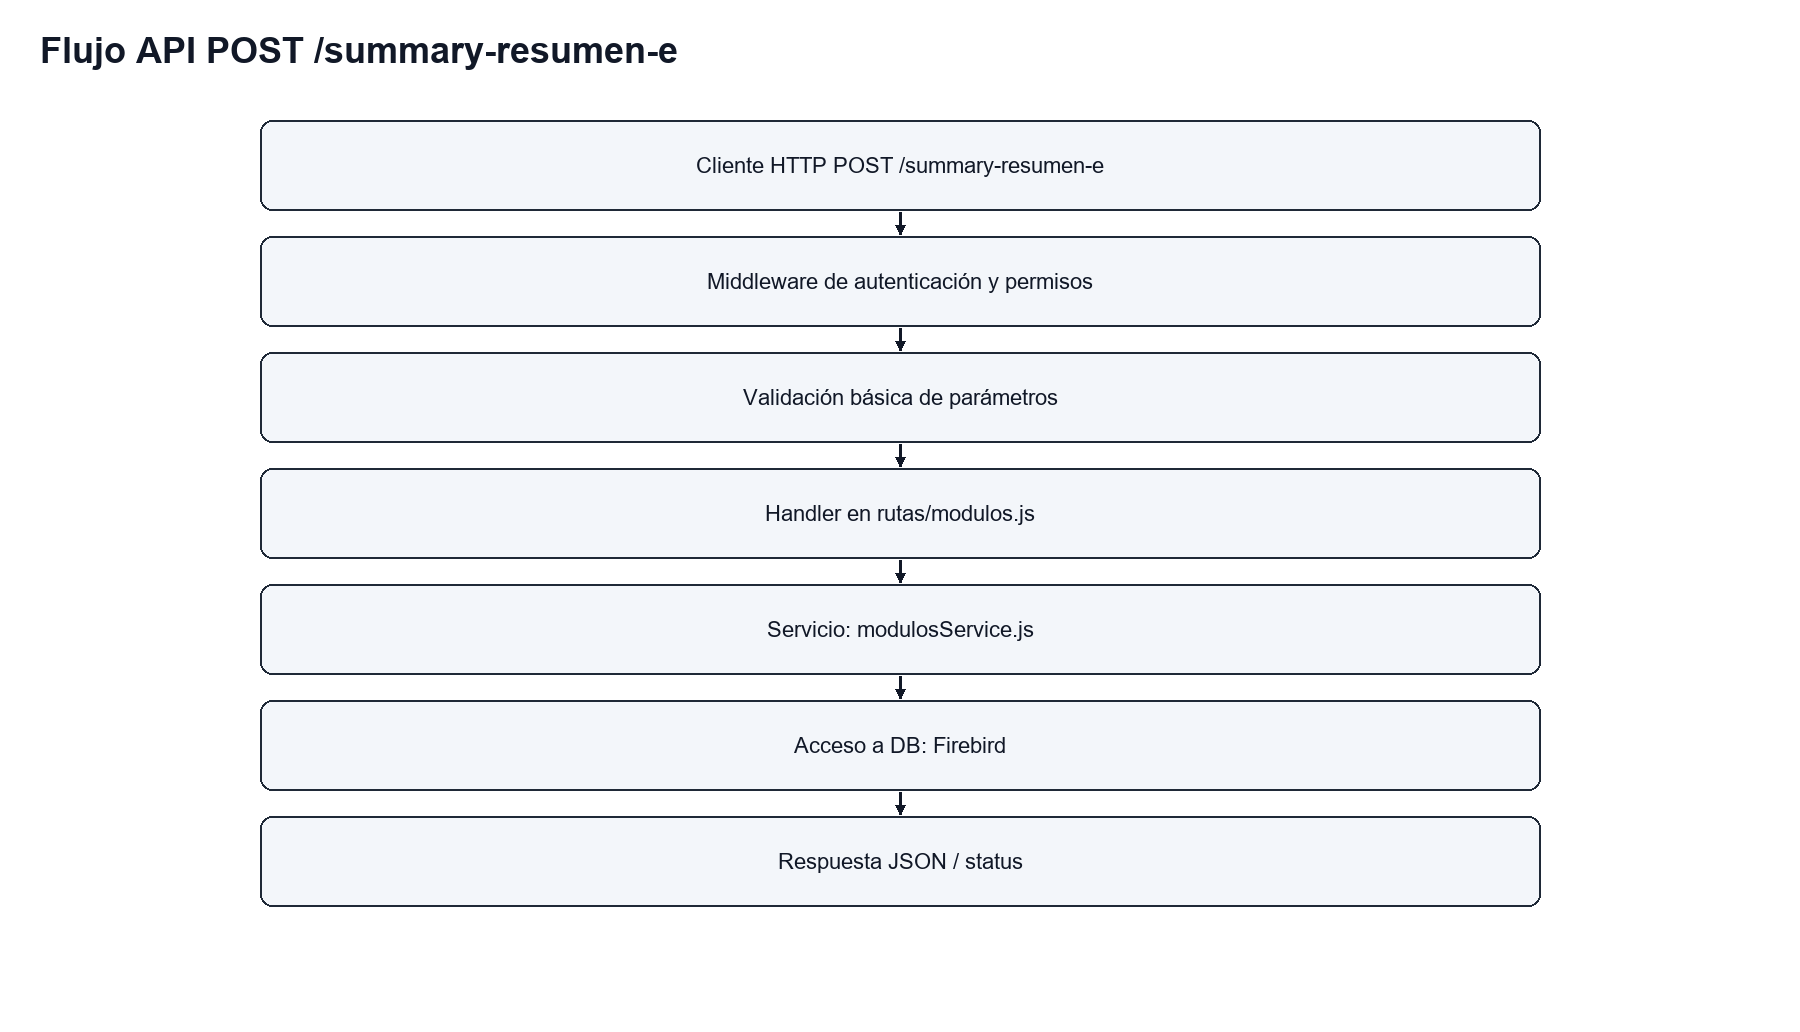 Flujo API POST /summary-resumen-e
Cliente HTTP POST /summary-resumen-e
Middleware de autenticación y permisos
Validación básica de parámetros
Handler en rutas/modulos.js
Servicio: modulosService.js
Acceso a DB: Firebird
Respuesta JSON / status